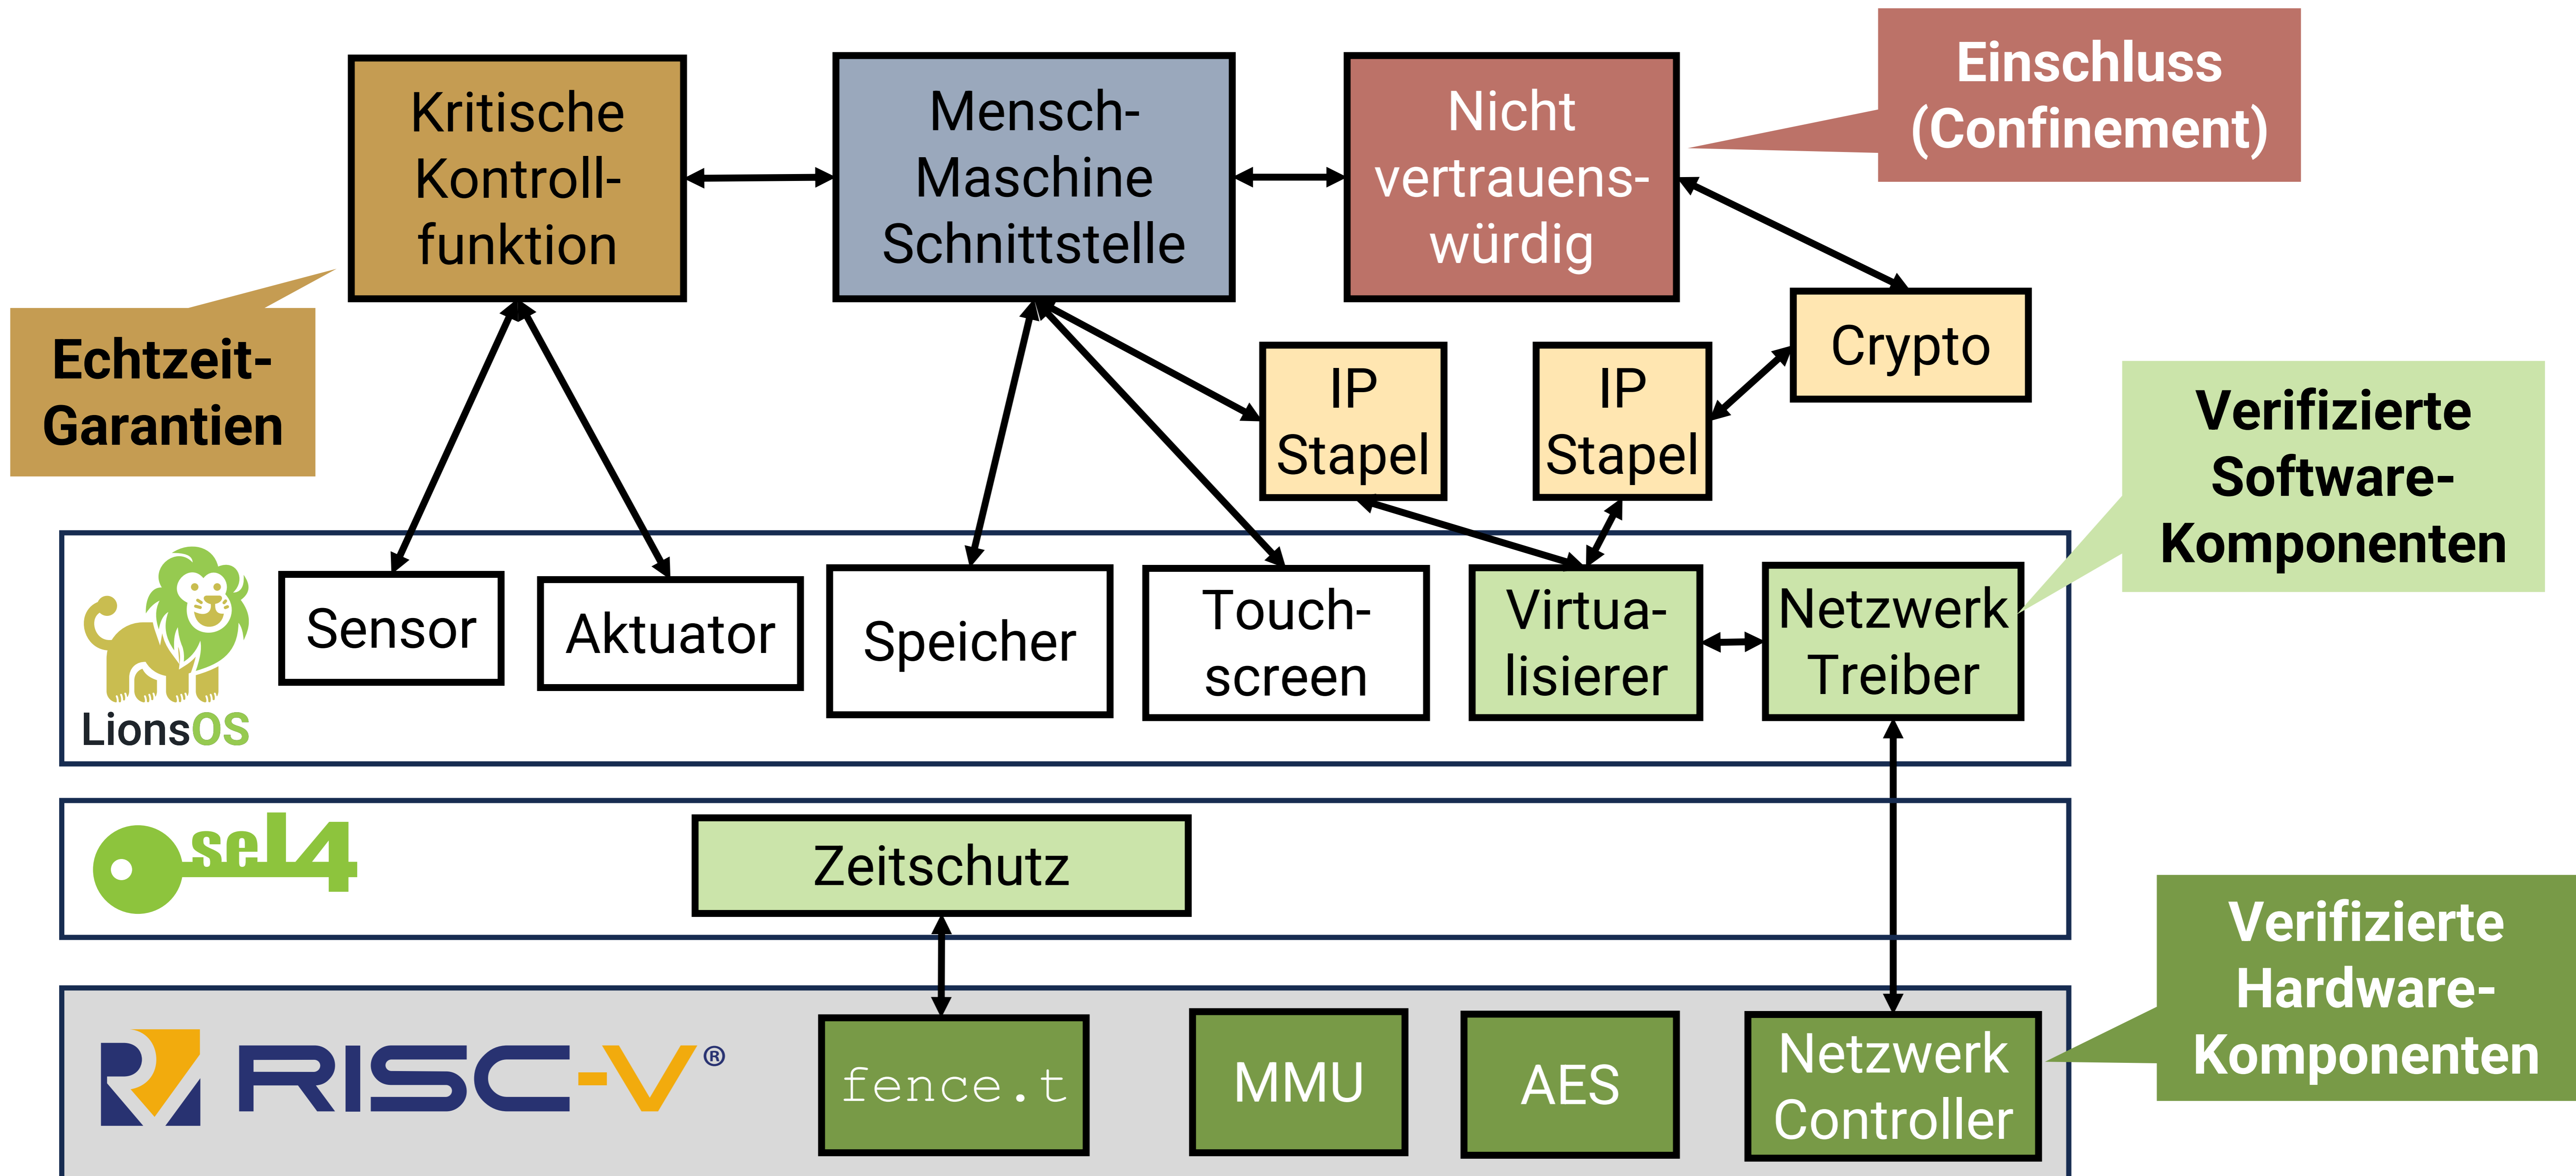 Einschluss
(Confinement)
Kritische
Kontroll-
funktion
Mensch-
Maschine
Schnittstelle
Nicht
vertrauens-
würdig
Echtzeit-
Garantien
IP
Stapel
IP
Stapel
Crypto
Verifizierte
Software-
Komponenten
LionsOS
Sensor
Aktuator
Speicher
Touch-
screen
Virtua-
lisierer
Netzwerk
Treiber
seL4
Zeitschutz
Verifizierte
Hardware-
Komponenten
RISC-V®
fence.t
MMU
AES
Netzwerk
Controller